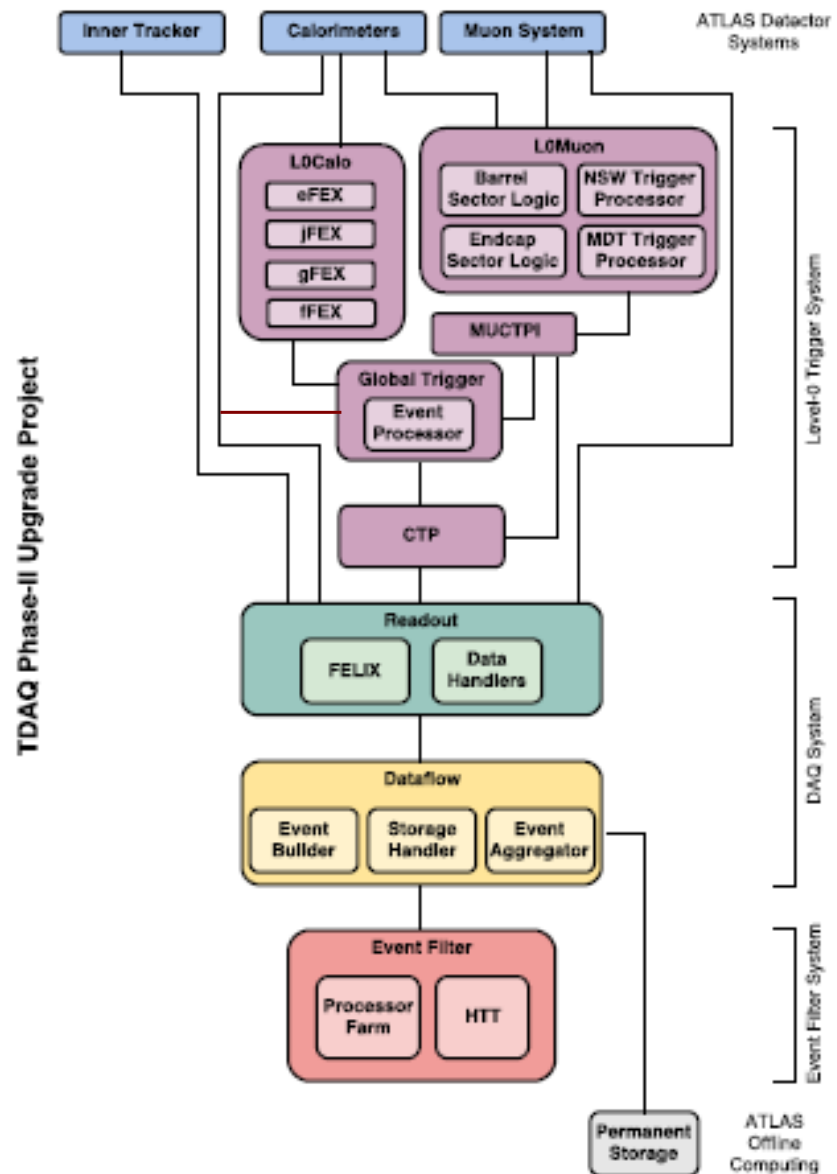 Inner Tracker
Calorimeters
Muon System
ATLAS Detector
Systems
L0Calo
eFEX
jFEX
gFEX
fFEX
L0Muon
Barrel
Sector Logic
NSW Trigger
Processor
Endcap
Sector Logic
MDT Trigger
Processor
MUCTPI
Global Trigger
Event
Processor
CTP
Level-0 Trigger System
TDAQ Phase-II Upgrade Project
Readout
FELIX
Data
Handlers
DAQ System
Dataflow
Event
Builder
Storage
Handler
Event
Aggregator
Event Filter
Processor
Farm
HTT
Event Filter System
Permanent
Storage
ATLAS
Offline
Computing